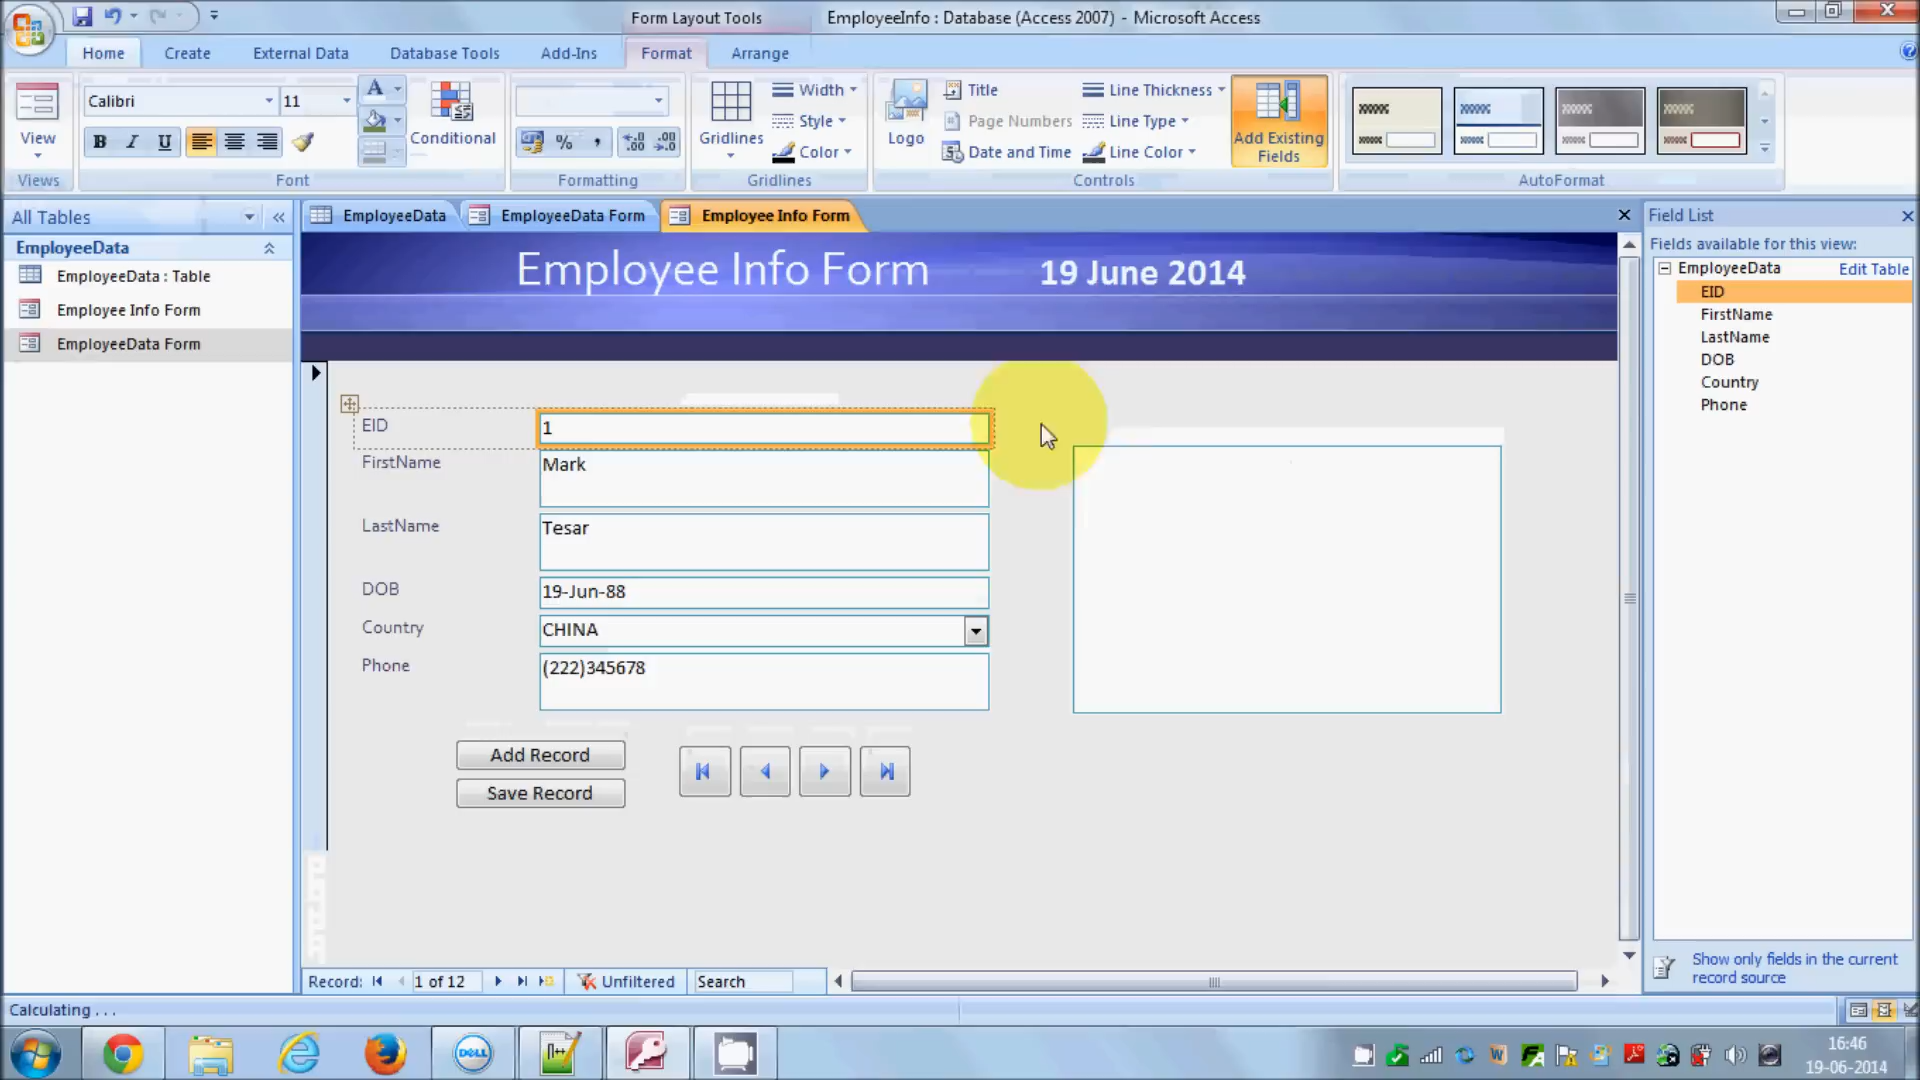 Form Layout Tools
EmployeeInfo : Database (Access 2007) - Microsoft Access
Home
Create
External Data
Database Tools
Add-Ins
Format
Arrange
View
Views
Calibri
11
B I U
A
Conditional
Font
% ,
Formatting
Gridlines
Width
Style
Color
Gridlines
Logo
Title
Page Numbers
Date and Time
Line Thickness
Line Type
Line Color
Controls
Add Existing
Fields
AutoFormat
All Tables
EmployeeData
EmployeeData : Table
Employee Info Form
EmployeeData Form
EmployeeData
EmployeeData Form
Employee Info Form
Employee Info Form
19 June 2014
EID
1
FirstName
Mark
LastName
Tesar
DOB
19-Jun-88
Country
CHINA
Phone
(222)345678
Add Record
Save Record
Record:
1 of 12
Unfiltered
Search
Field List
Fields available for this view:
EmployeeData
Edit Table
EID
FirstName
LastName
DOB
Country
Phone
Show only fields in the current
record source
Calculating . . .
DELL
16:46
19-06-2014